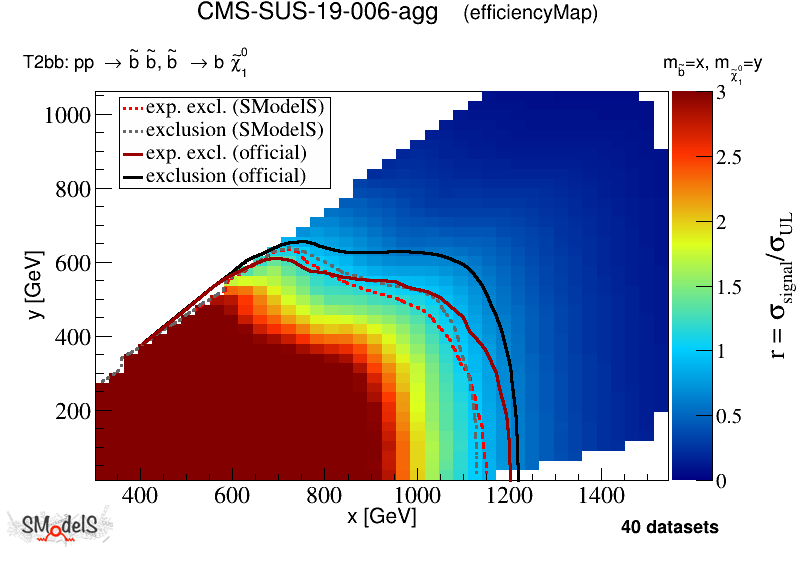 CMS-SUS-19-006-agg (efficiencyMap)
T2bb: pp → b̃ b̃, b̃ → b χ̃⁰₁
m_b̃=x, m_χ̃⁰₁=y
exp. excl. (SModelS)
exclusion (SModelS)
exp. excl. (official)
exclusion (official)
1000
800
600
400
200
y [GeV]
400 600 800 1000 1200 1400
x [GeV]
3
2.5
2
1.5
1
0.5
0
r = σ_signal/σ_UL
SModelS
40 datasets